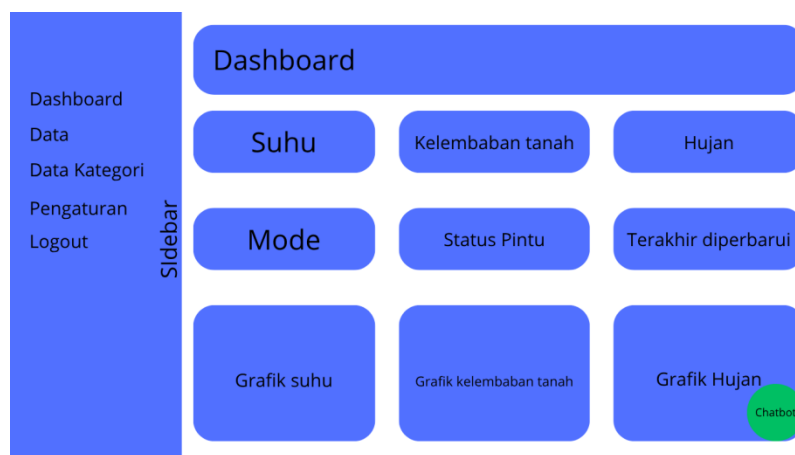 Dashboard
Data
Data Kategori
Pengaturan
Logout
SIdebar
Dashboard
Suhu
Kelembaban tanah
Hujan
Mode
Status Pintu
Terakhir diperbarui
Grafik suhu
Grafik kelembaban tanah
Grafik Hujan
Chatbot